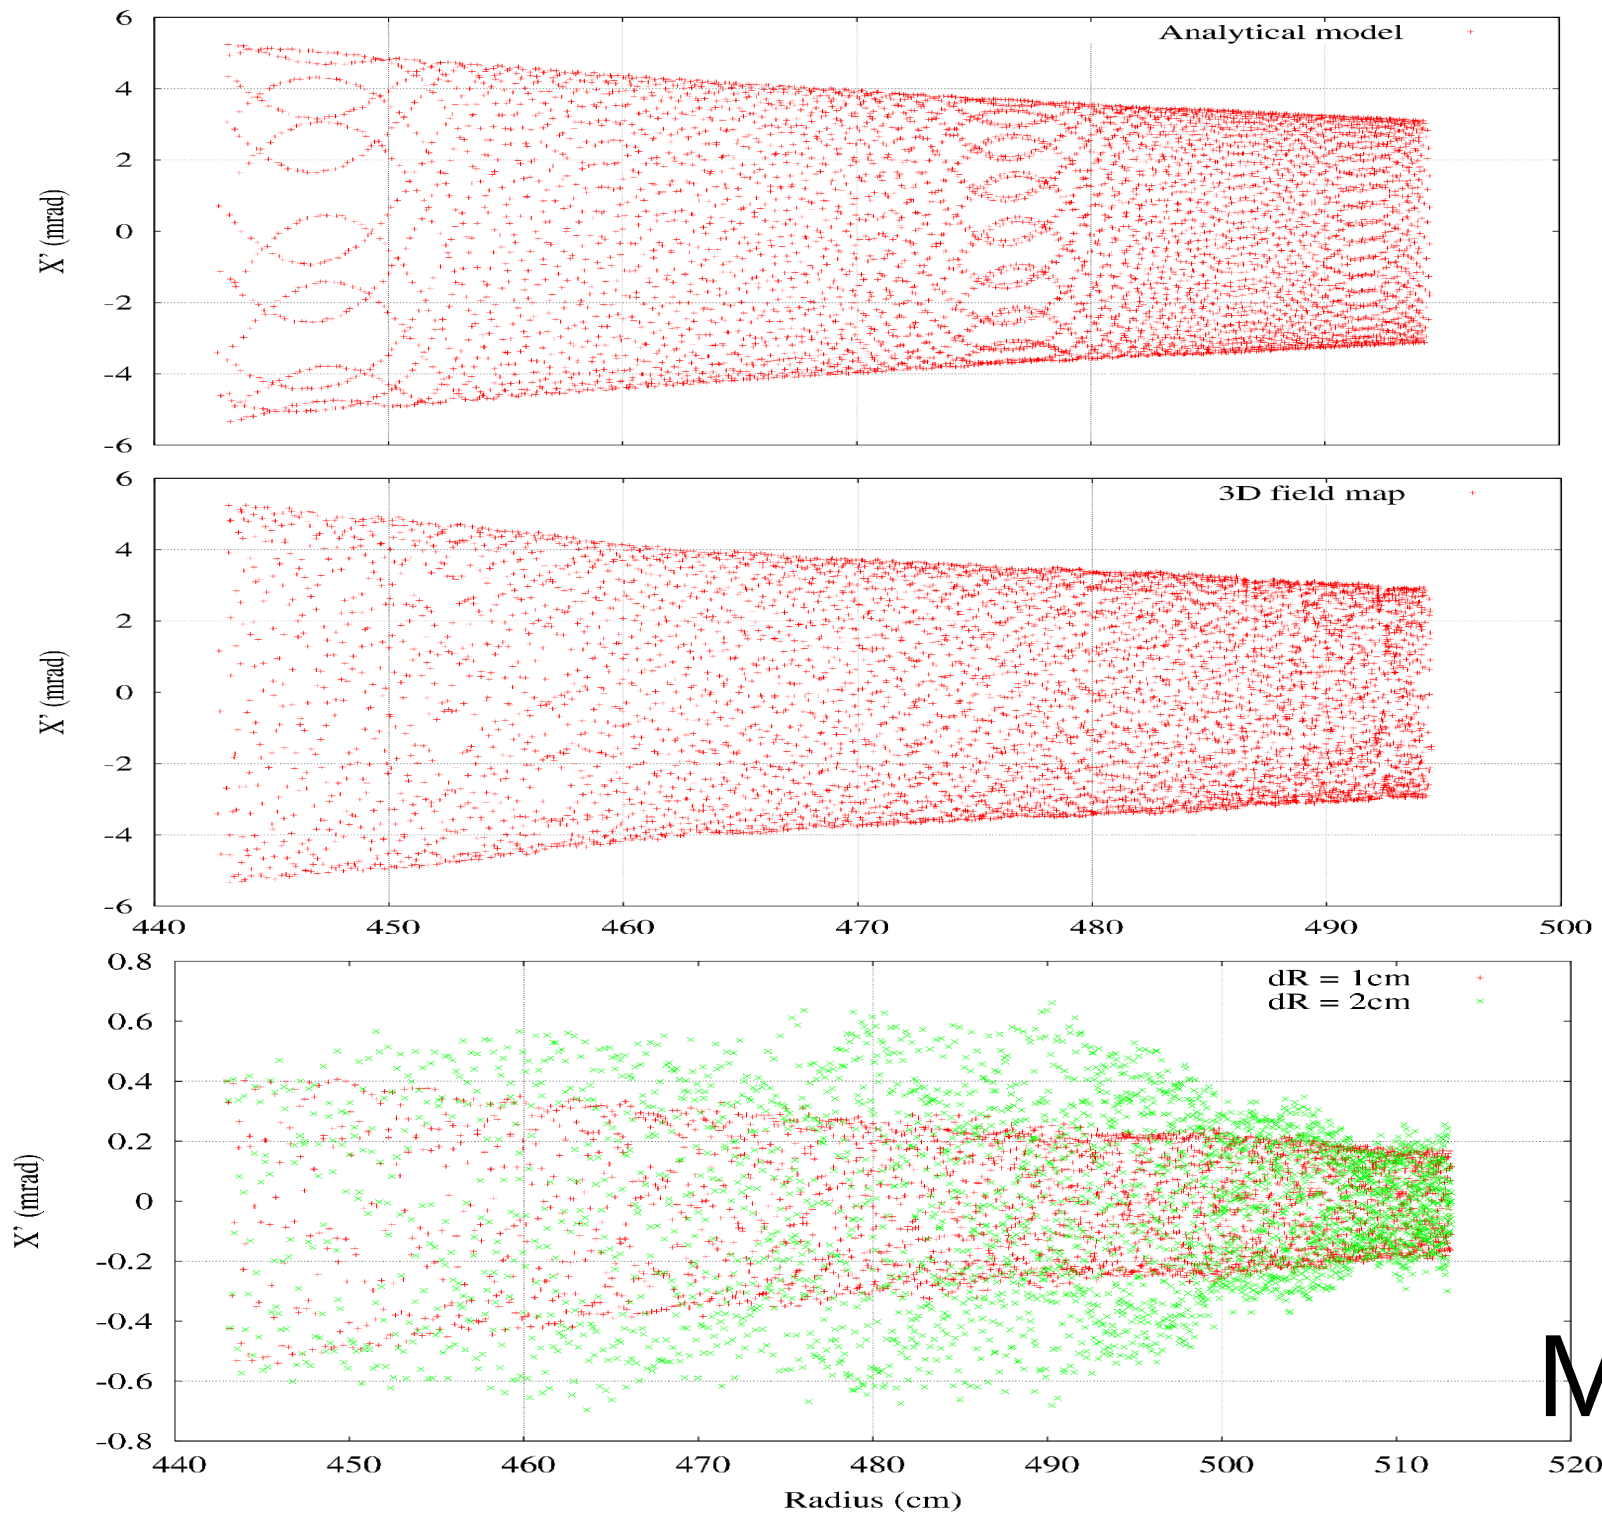 6
4
2
0
-2
-4
-6
X' (mrad)
Analytical model
6
4
2
0
-2
-4
-6
X' (mrad)
3D field map
440 450 460 470 480 490 500
0.8
0.6
0.4
0.2
0
-0.2
-0.4
-0.6
-0.8
X' (mrad)
dR = 1cm
dR = 2cm
M
440 450 460 470 480 490 500 510 520
Radius (cm)